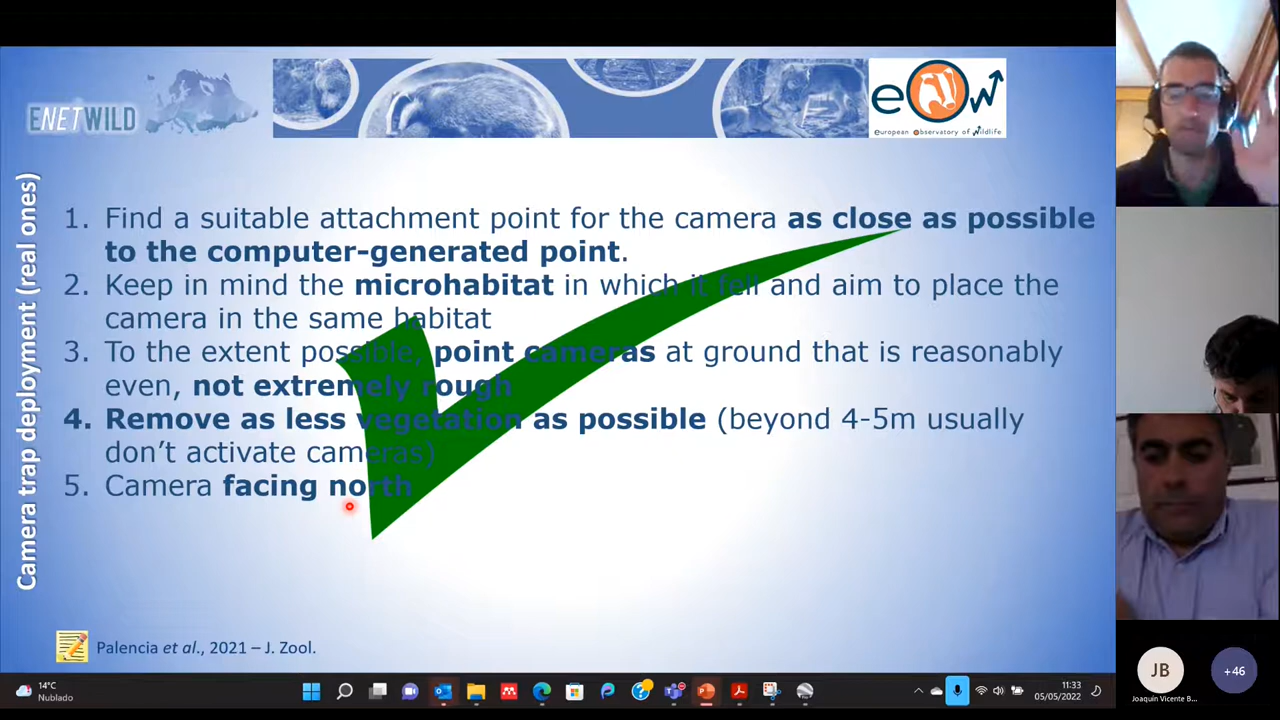 ENETWILD
eOw
european observatory of wildlife
Camera trap deployment (real ones)
1. Find a suitable attachment point for the camera as close as possible
to the computer-generated point.
2. Keep in mind the microhabitat in which it fell and aim to place the
camera in the same habitat
3. To the extent possible, point cameras at ground that is reasonably
even, not extremely rough
4. Remove as less vegetation as possible (beyond 4-5m usually
don't activate cameras)
5. Camera facing north
Palencia et al., 2021 – J. Zool.
JB
+46
Joaquín Vicente B...
14°C
Nublado
11:33
05/05/2022